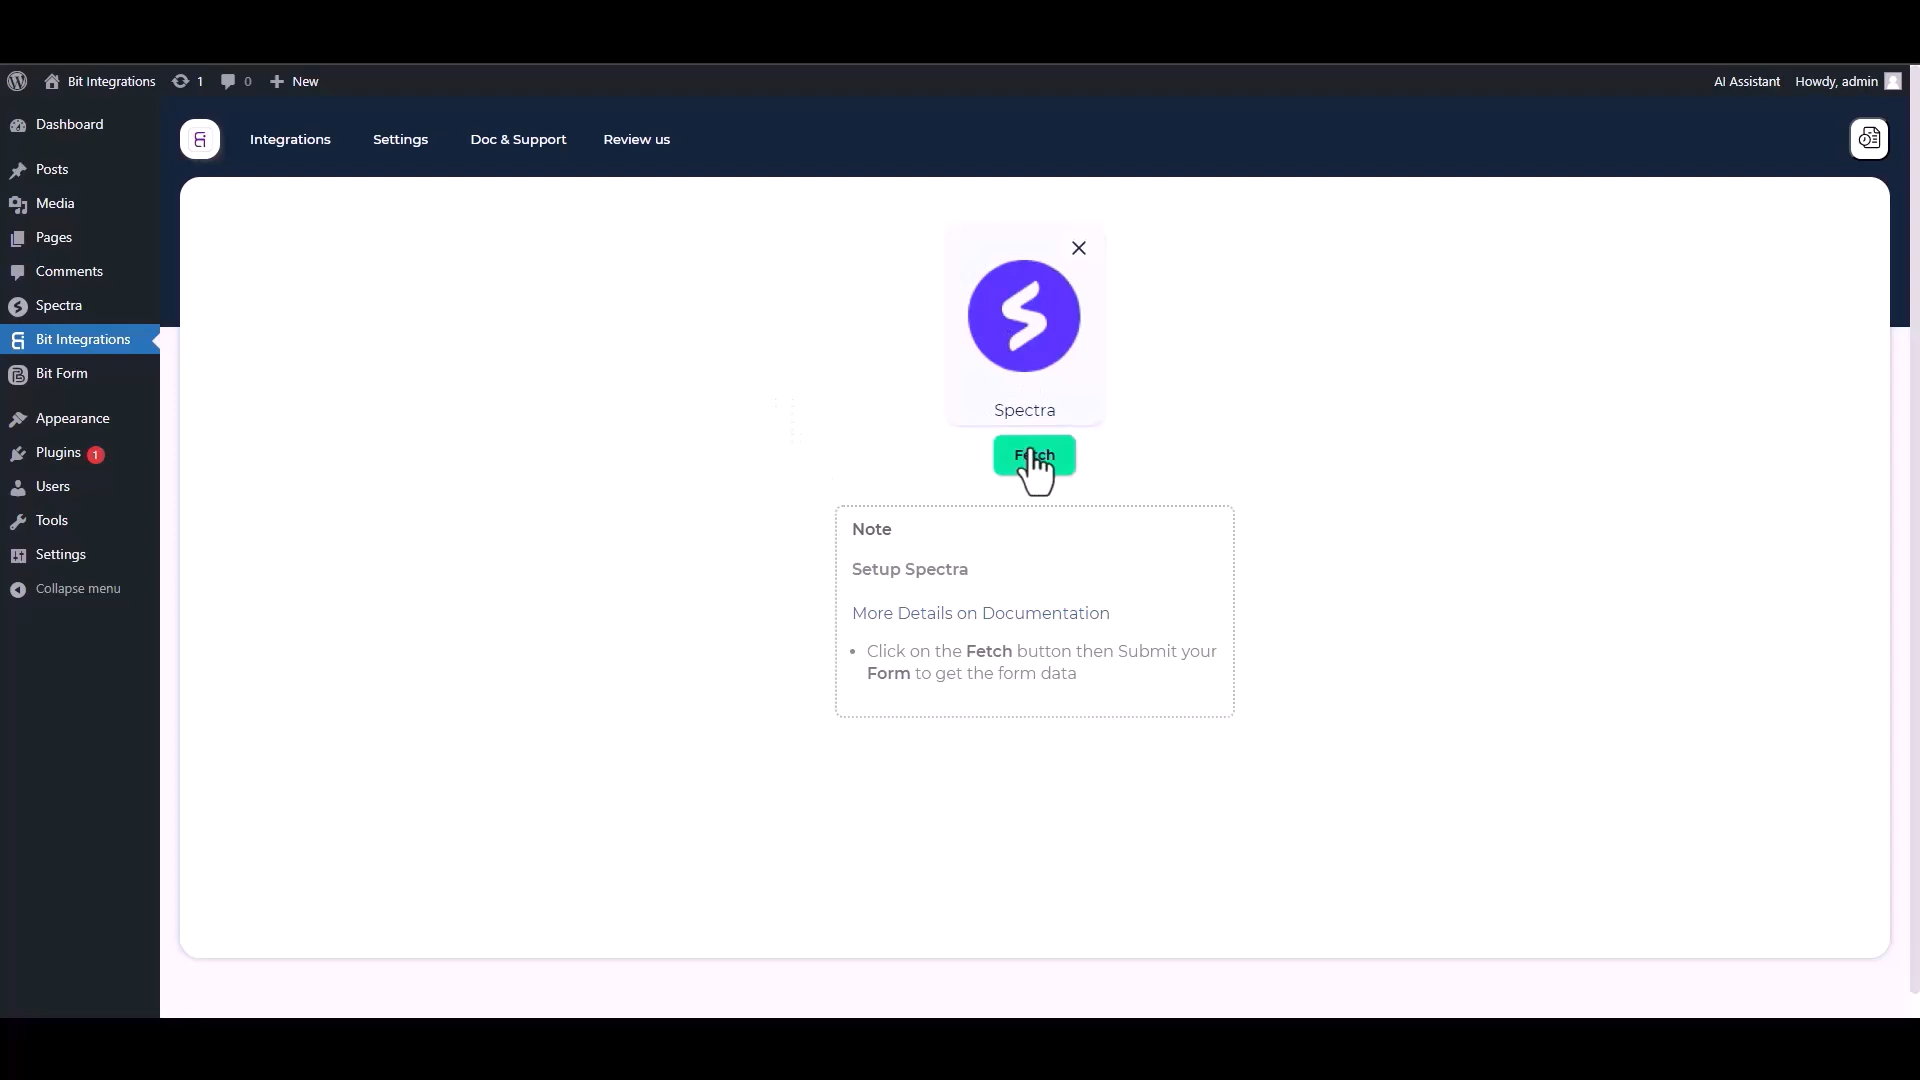 Bit Integrations
1
0
New
AI Assistant
Howdy, admin
Dashboard
Posts
Media
Pages
Comments
Spectra
Bit Integrations
Bit Form
Appearance
Plugins 1
Users
Tools
Settings
Collapse menu
Integrations
Settings
Doc & Support
Review us
Spectra
Fetch
Note
Setup Spectra
More Details on Documentation
• Click on the Fetch button then Submit your
Form to get the form data